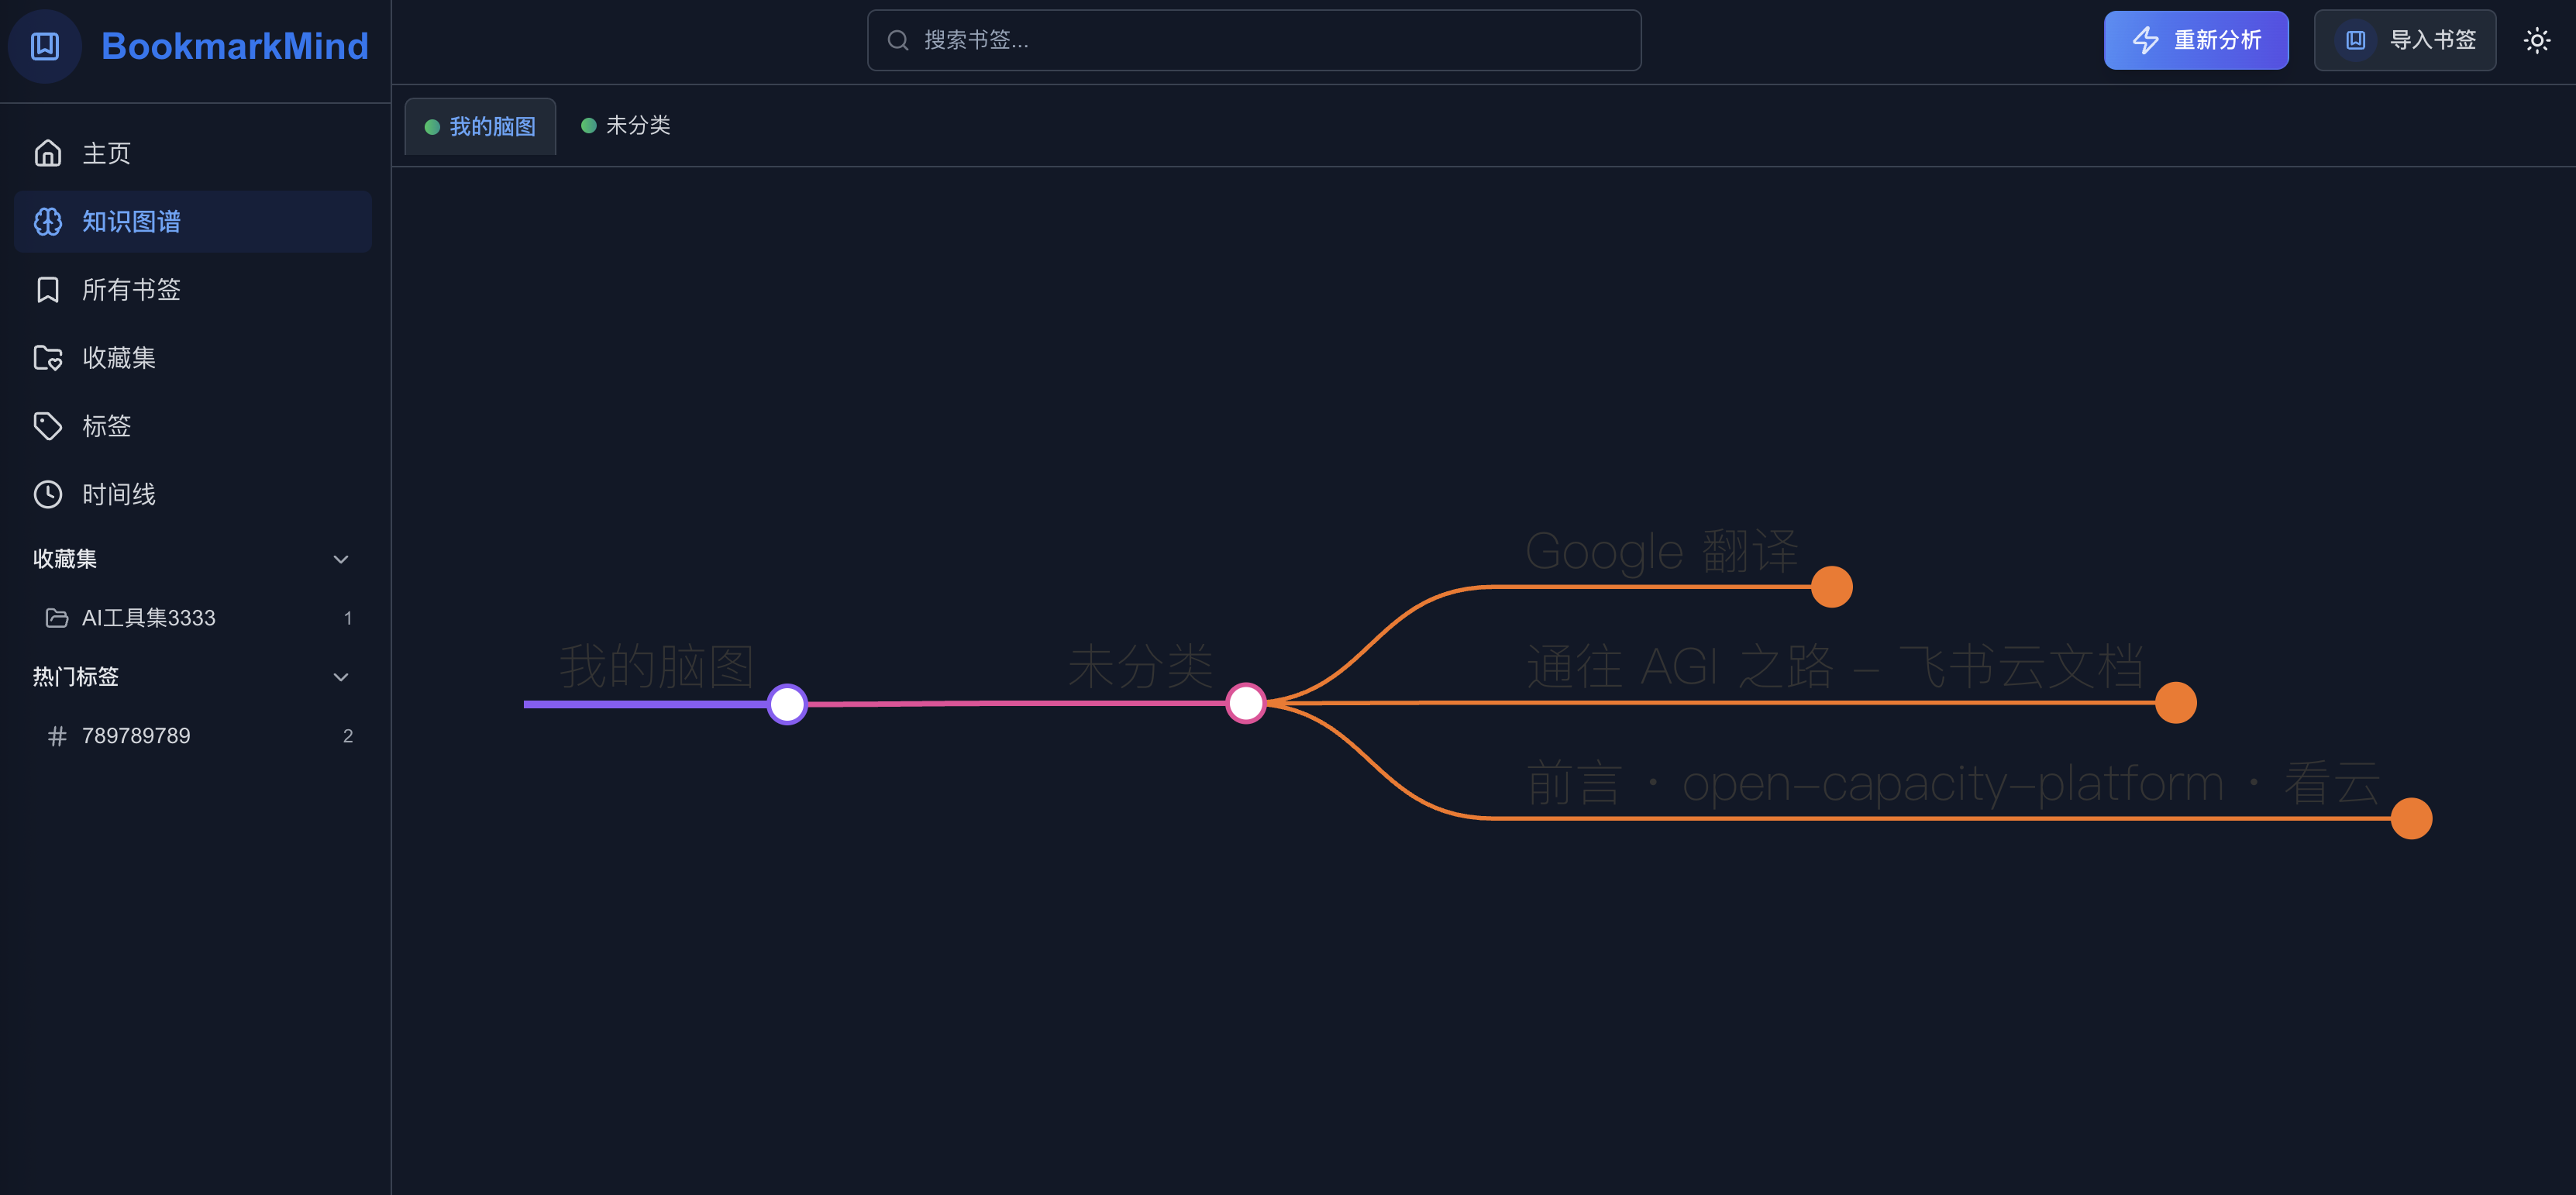 BookmarkMind
搜索书签...
重新分析
导入书签
我的脑图
未分类
主页
知识图谱
所有书签
收藏集
标签
时间线
收藏集
AI工具集3333 1
热门标签
# 789789789 2
Google 翻译
我的脑图
未分类
通往 AGI 之路 – 飞书云文档
前言 · open-capacity-platform · 看云